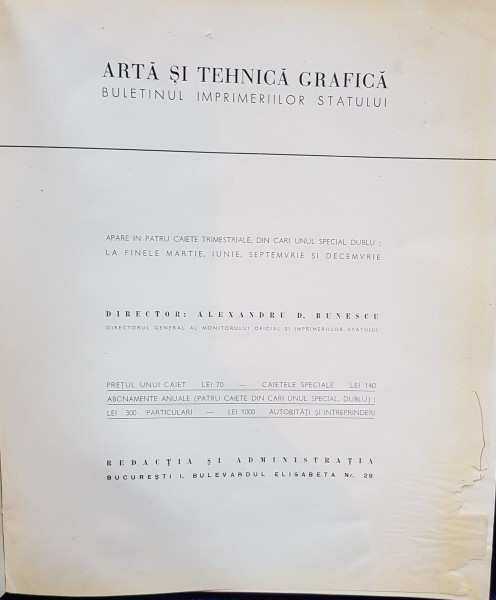 ARTĂ ȘI TEHNICĂ GRAFICĂ
BULETINUL IMPRIMERIILOR STATULUI
APARE IN PATRU CAIETE TRIMESTRIALE, DIN CARI UNUL SPECIAL DUBLU :
LA FINELE MARTIE, IUNIE, SEPTEMVRIE ȘI DECEMVRIE
DIRECTOR: ALEXANDRU D. BUNESCU
DIRECTORUL GENERAL AL MONITORULUI OFICIAL ȘI IMPRIMERIILOR STATULUI
PREȚUL UNUI CAIET LEI 70 — CAIETELE SPECIALE LEI 140
ABONAMENTE ANUALE (PATRU CAIETE DIN CARI UNUL SPECIAL, DUBLU) :
LEI 300 PARTICULARI — LEI 1000 AUTORITĂȚI ȘI INTREPRINDERI
REDACȚIA ȘI ADMINISTRAȚIA
BUCUREȘTI I, BULEVARDUL ELISABETA Nr. 29